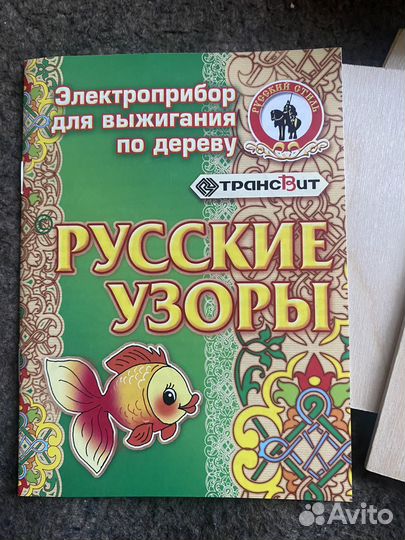 Электроприбор
для выжигания
по дереву
РУССКИЙ СТИЛЬ
ТРАНСВИТ
РУССКИЕ
УЗОРЫ
Avito